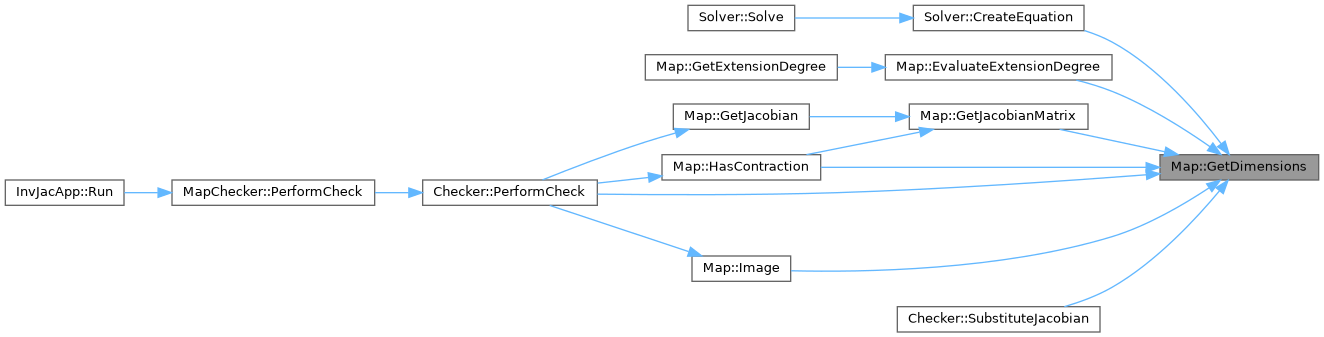 Solver::Solve
Solver::CreateEquation
Map::GetExtensionDegree
Map::EvaluateExtensionDegree
Map::GetJacobian
Map::GetJacobianMatrix
Map::HasContraction
Map::GetDimensions
InvJacApp::Run
MapChecker::PerformCheck
Checker::PerformCheck
Map::Image
Checker::SubstituteJacobian